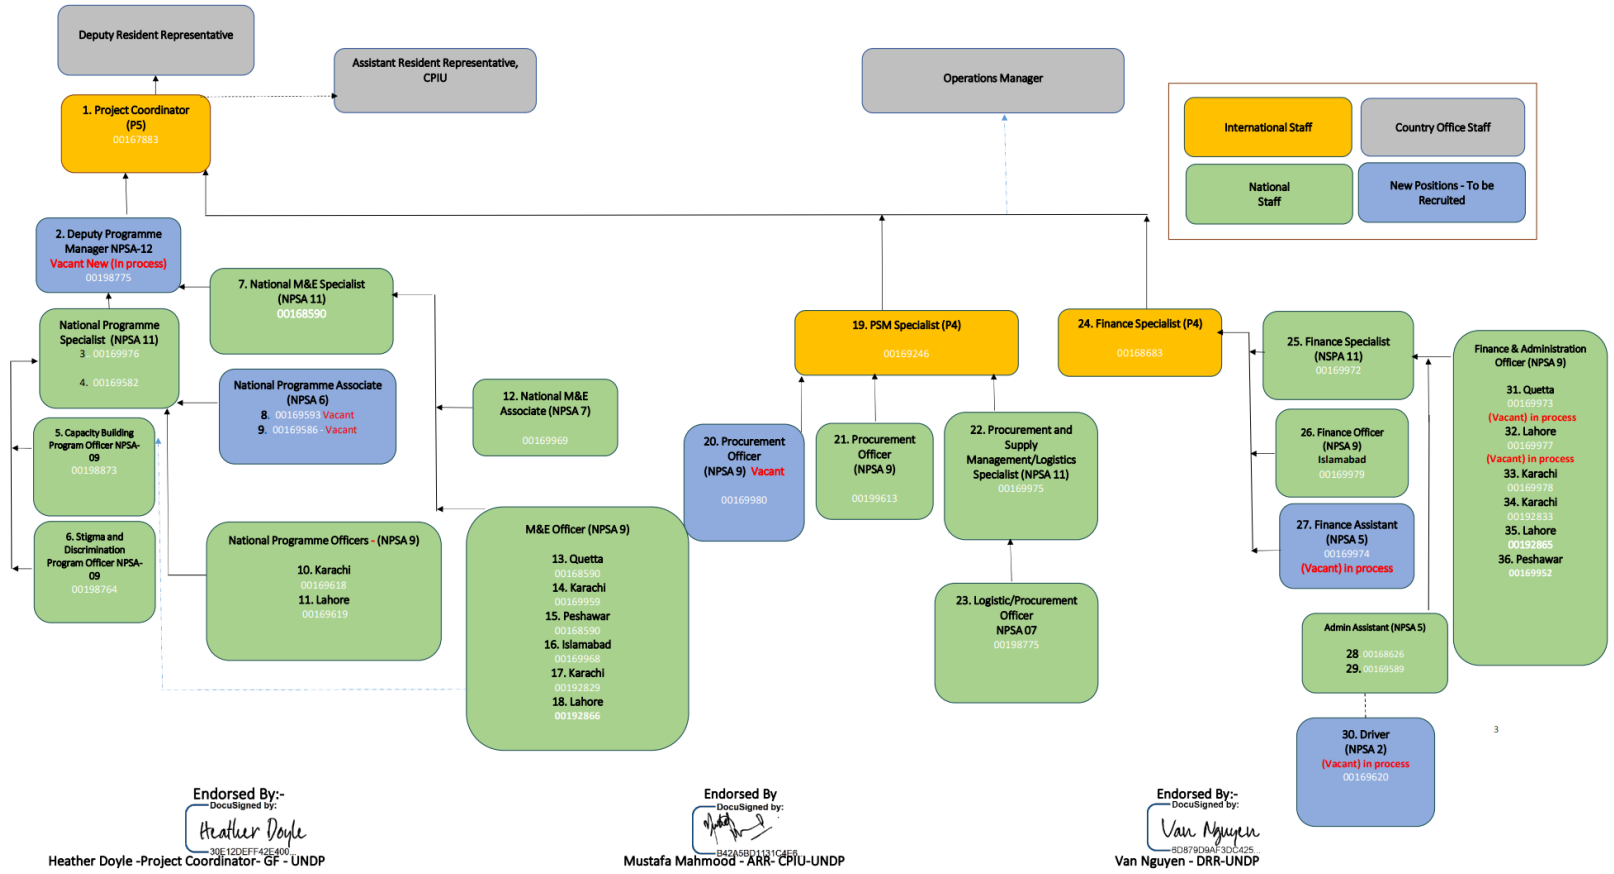 Deputy Resident Representative
Assistant Resident Representative,
CPIU
Operations Manager
1. Project Coordinator
(P5)
00167883
International Staff
Country Office Staff
National
Staff
New Positions - To be
Recruited
2. Deputy Programme
Manager NPSA-12
Vacant New (In process)
00198775
7. National M&E Specialist
(NPSA 11)
00168590
National Programme
Specialist (NPSA 11)
3. 00169976
4. 00169582
National Programme Associate
(NPSA 6)
8. 00169593 Vacant
9. 00169586 - Vacant
5. Capacity Building
Program Officer NPSA-
09
00198873
6. Stigma and
Discrimination
Program Officer NPSA-
09
00198764
National Programme Officers - (NPSA 9)
10. Karachi
00169618
11. Lahore
00169619
12. National M&E
Associate (NPSA 7)
00169969
M&E Officer (NPSA 9)
13. Quetta
00168590
14. Karachi
00169959
15. Peshawar
00168590
16. Islamabad
00169968
17. Karachi
00192829
18. Lahore
00192866
19. PSM Specialist (P4)
00169246
20. Procurement
Officer
(NPSA 9) Vacant
00169980
21. Procurement
Officer
(NPSA 9)
00199613
22. Procurement and
Supply
Management/Logistics
Specialist (NPSA 11)
00169975
23. Logistic/Procurement
Officer
NPSA 07
00198775
24. Finance Specialist (P4)
00168683
25. Finance Specialist
(NSPA 11)
00169972
26. Finance Officer
(NPSA 9)
Islamabad
00169979
27. Finance Assistant
(NPSA 5)
00169974
(Vacant) in process
Finance & Administration
Officer (NPSA 9)
31. Quetta
00169973
(Vacant) in process
32. Lahore
00169977
(Vacant) in process
33. Karachi
00169978
34. Karachi
00192833
35. Lahore
00192865
36. Peshawar
00169952
Admin Assistant (NPSA 5)
28 00168626
29. 00169589
30. Driver
(NPSA 2)
(Vacant) in process
00169620
3
Endorsed By:-
DocuSigned by:
Heather Doyle
30E12DEFF42E400...
Heather Doyle -Project Coordinator- GF - UNDP
Endorsed By
DocuSigned by:
B42A5BD1131C4E6
Mustafa Mahmood - ARR- CPIU-UNDP
Endorsed By:-
DocuSigned by:
Van Nguyen
6D879D9AF3DC425...
Van Nguyen - DRR-UNDP